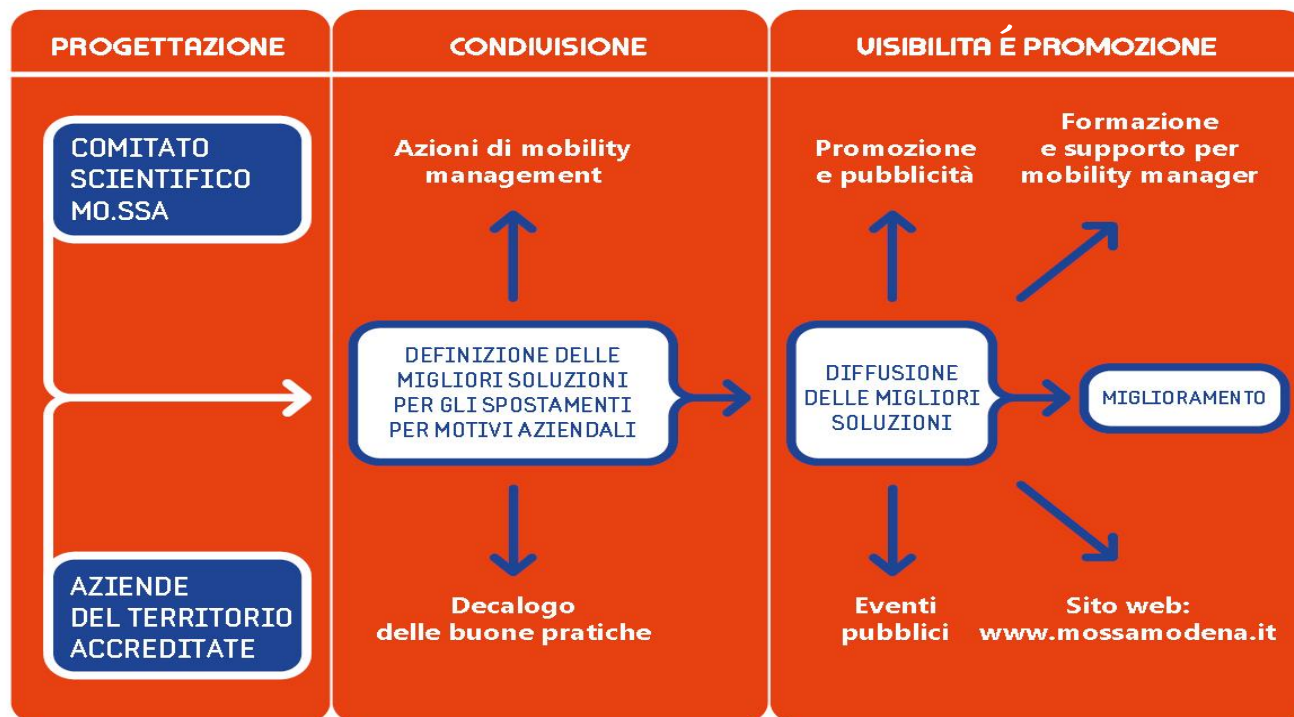 PROGETTAZIONE
COMITATO
SCIENTIFICO
MO.SSA
AZIENDE
DEL TERRITORIO
ACCREDITATE
CONDIVISIONE
Azioni di mobility
management
DEFINIZIONE DELLE
MIGLIORI SOLUZIONI
PER GLI SPOSTAMENTI
PER MOTIVI AZIENDALI
Decalogo
delle buone pratiche
VISIBILITA É PROMOZIONE
Promozione
e pubblicità
Formazione
e supporto per
mobility manager
DIFFUSIONE
DELLE MIGLIORI
SOLUZIONI
MIGLIORAMENTO
Eventi
pubblici
Sito web:
www.mossamodena.it